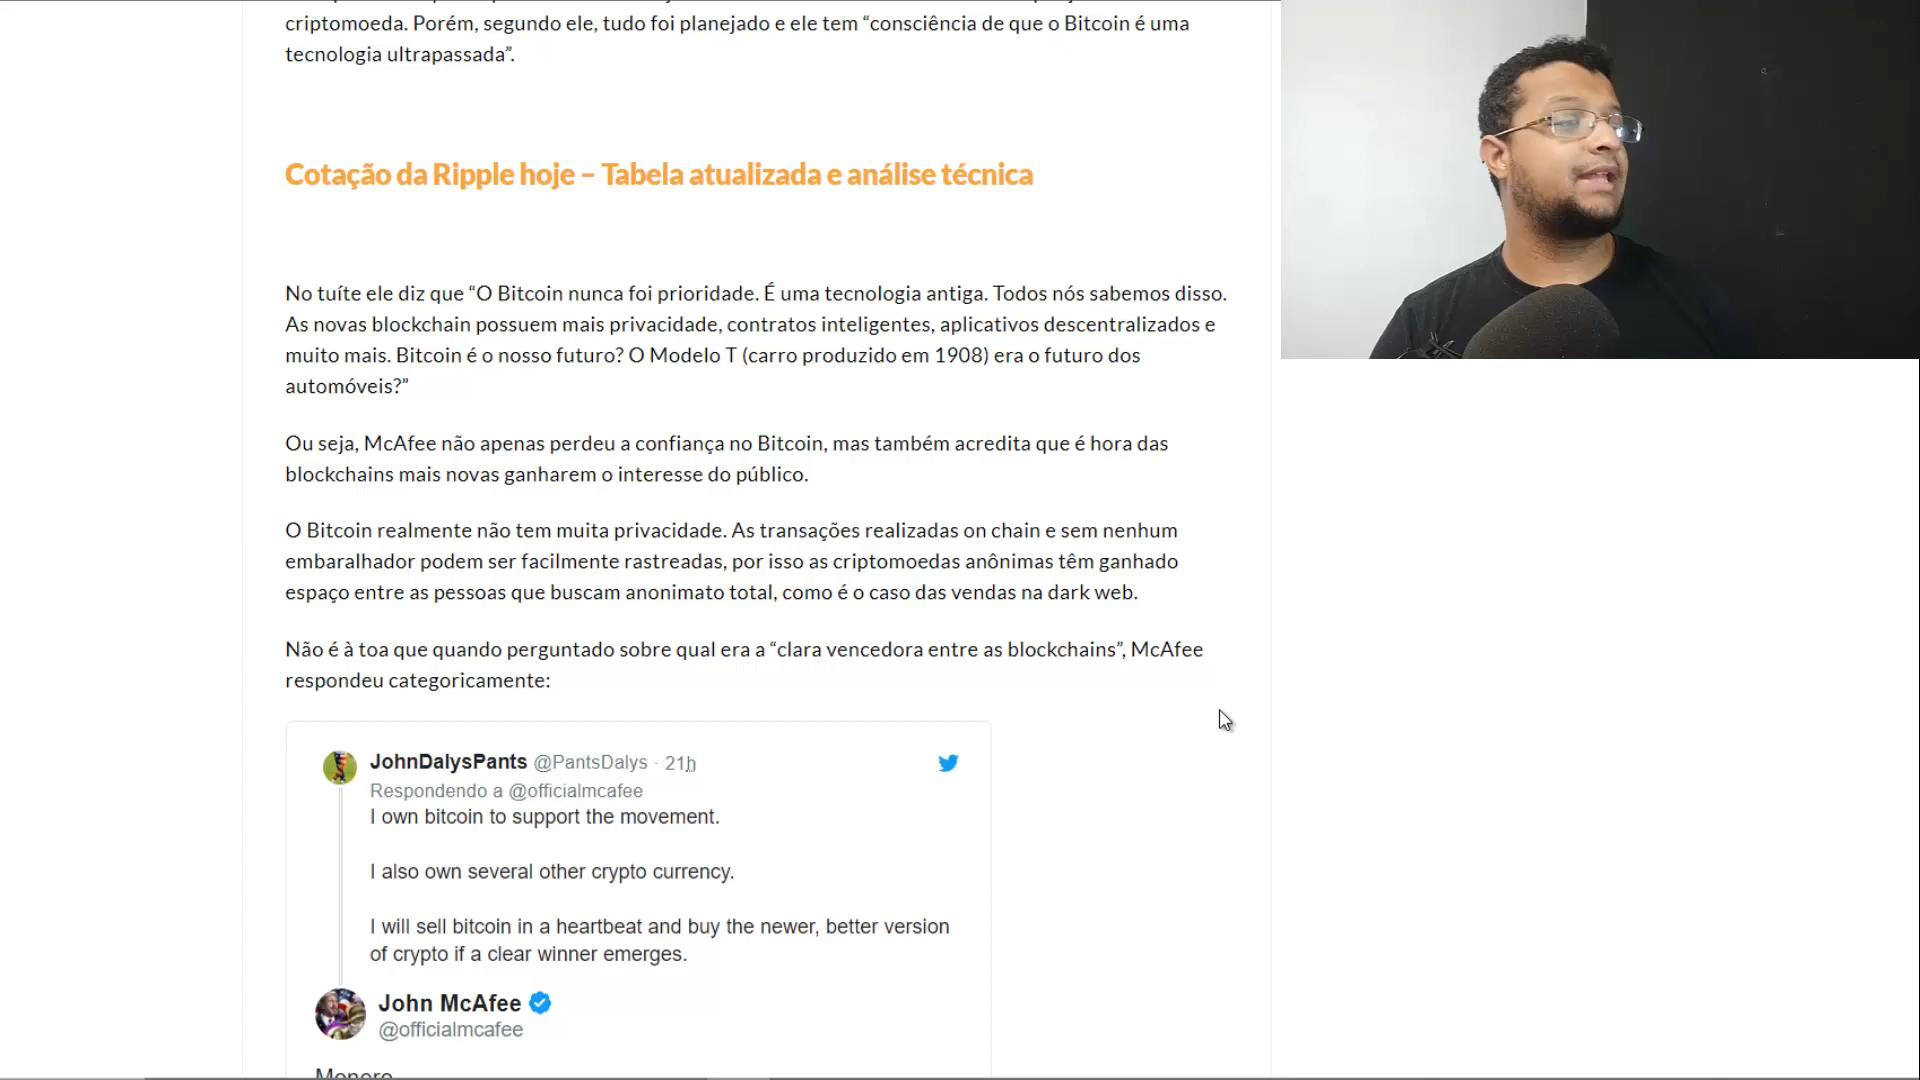 criptomoeda. Porém, segundo ele, tudo foi planejado e ele tem “consciência de que o Bitcoin é uma
tecnologia ultrapassada”.
Cotação da Ripple hoje – Tabela atualizada e análise técnica
No tuíte ele diz que “O Bitcoin nunca foi prioridade. É uma tecnologia antiga. Todos nós sabemos disso.
As novas blockchain possuem mais privacidade, contratos inteligentes, aplicativos descentralizados e
muito mais. Bitcoin é o nosso futuro? O Modelo T (carro produzido em 1908) era o futuro dos
automóveis?”
Ou seja, McAfee não apenas perdeu a confiança no Bitcoin, mas também acredita que é hora das
blockchains mais novas ganharem o interesse do público.
O Bitcoin realmente não tem muita privacidade. As transações realizadas on chain e sem nenhum
embaralhador podem ser facilmente rastreadas, por isso as criptomoedas anônimas têm ganhado
espaço entre as pessoas que buscam anonimato total, como é o caso das vendas na dark web.
Não é à toa que quando perguntado sobre qual era a “clara vencedora entre as blockchains”, McAfee
respondeu categoricamente:
JohnDalysPants @PantsDalys · 21h
Respondendo a @officialmcafee
I own bitcoin to support the movement.
I also own several other crypto currency.
I will sell bitcoin in a heartbeat and buy the newer, better version
of crypto if a clear winner emerges.
John McAfee
@officialmcafee
Monero